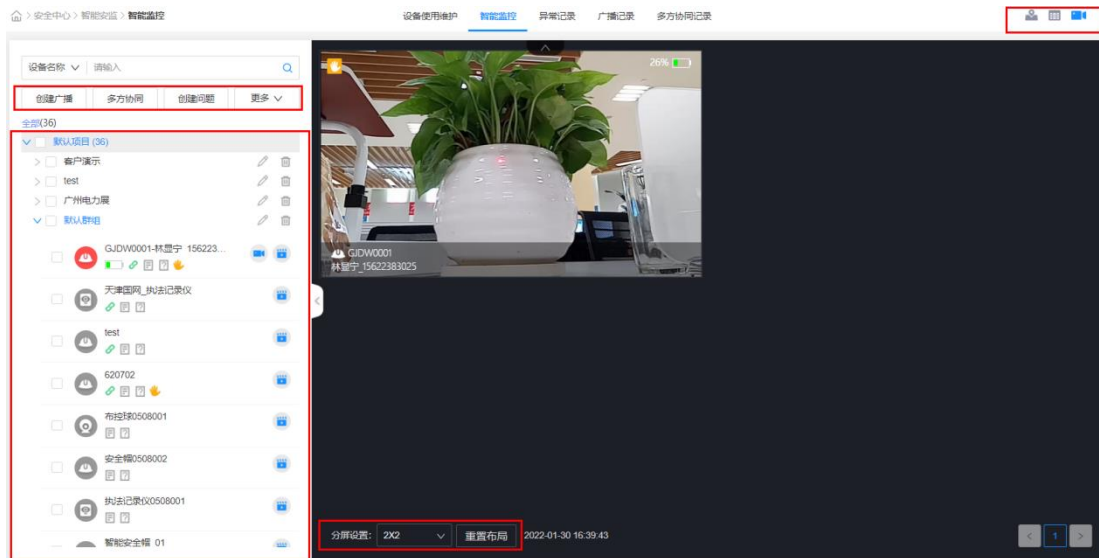 安全中心 > 智能安监 > 智能监控
设备使用维护 智能监控 异常记录 广播记录 多方协同记录
设备名称 请输入
创建广播 多方协同 创建问题 更多
全部(36)
默认项目 (36)
客户演示
test
广州电力展
默认群组
GJDW0001-林显宁 156223...
天津国网_执法记录仪
test
620702
布控球0508001
安全帽0508002
执法记录仪0508001
智能安全帽_01
26%
GJDW0001
林显宁_15622383025
分屏设置: 2X2 重置布局 2022-01-30 16:39:43
< 1 >